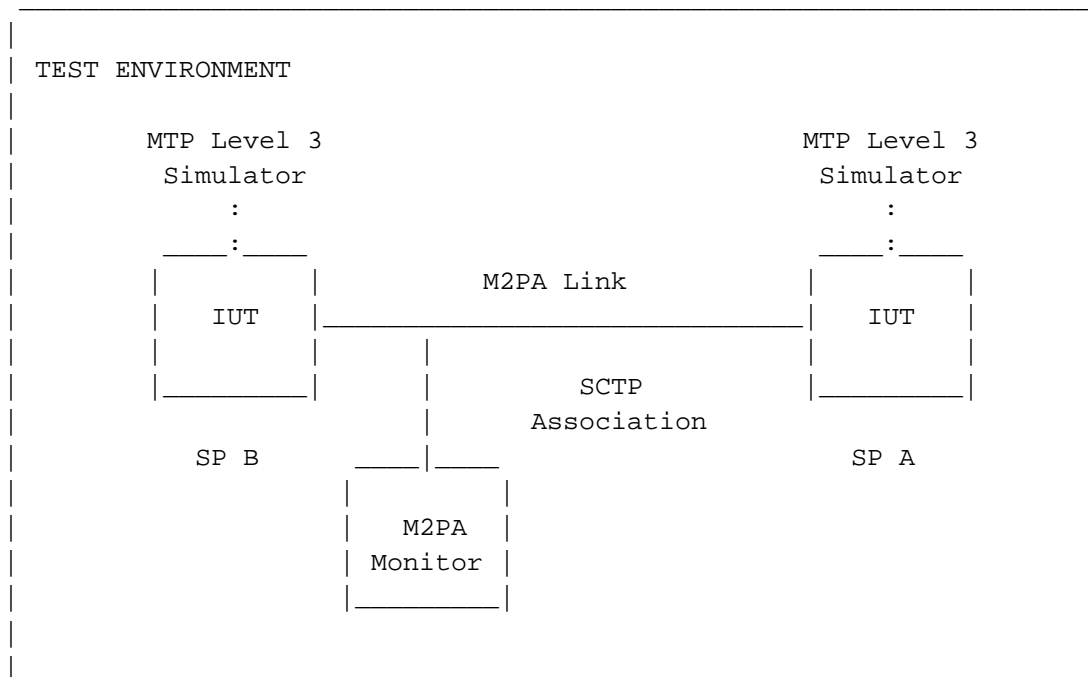 TEST ENVIRONMENT
MTP Level 3 MTP Level 3
Simulator Simulator
: :
: :
M2PA Link
IUT IUT
SCTP
Association
SP B SP A
M2PA
Monitor